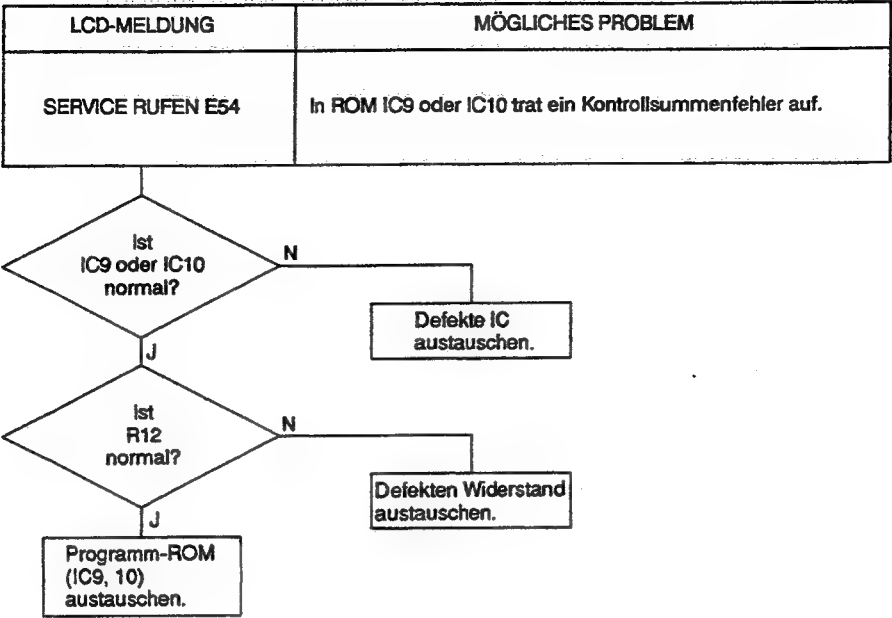 LCD-MELDUNG
MÖGLICHES PROBLEM
SERVICE RUFEN E54
In ROM IC9 oder IC10 trat ein Kontrollsummenfehler auf.
Ist
IC9 oder IC10
normal?
N
Defekte IC
austauschen.
J
Ist
R12
normal?
N
Defekten Widerstand
austauschen.
J
Programm-ROM
(IC9, 10)
austauschen.